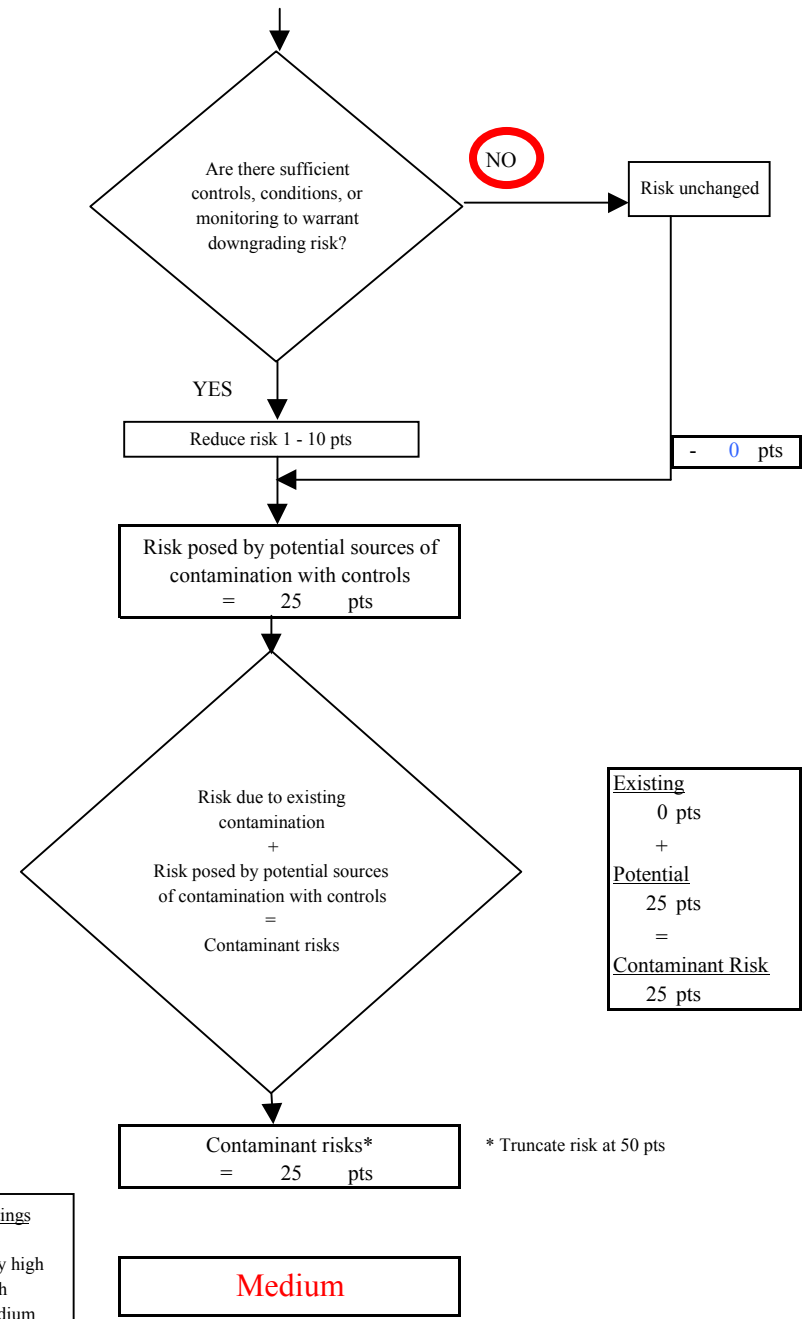 Are there sufficient
controls, conditions, or
monitoring to warrant
downgrading risk?
NO
Risk unchanged
YES
Reduce risk 1 - 10 pts
- 0 pts
Risk posed by potential sources of
contamination with controls
= 25 pts
Risk due to existing
contamination
+
Risk posed by potential sources
of contamination with controls
=
Contaminant risks
Existing
0 pts
+
Potential
25 pts
=
Contaminant Risk
25 pts
Contaminant risks*
= 25 pts
* Truncate risk at 50 pts
high
Medium